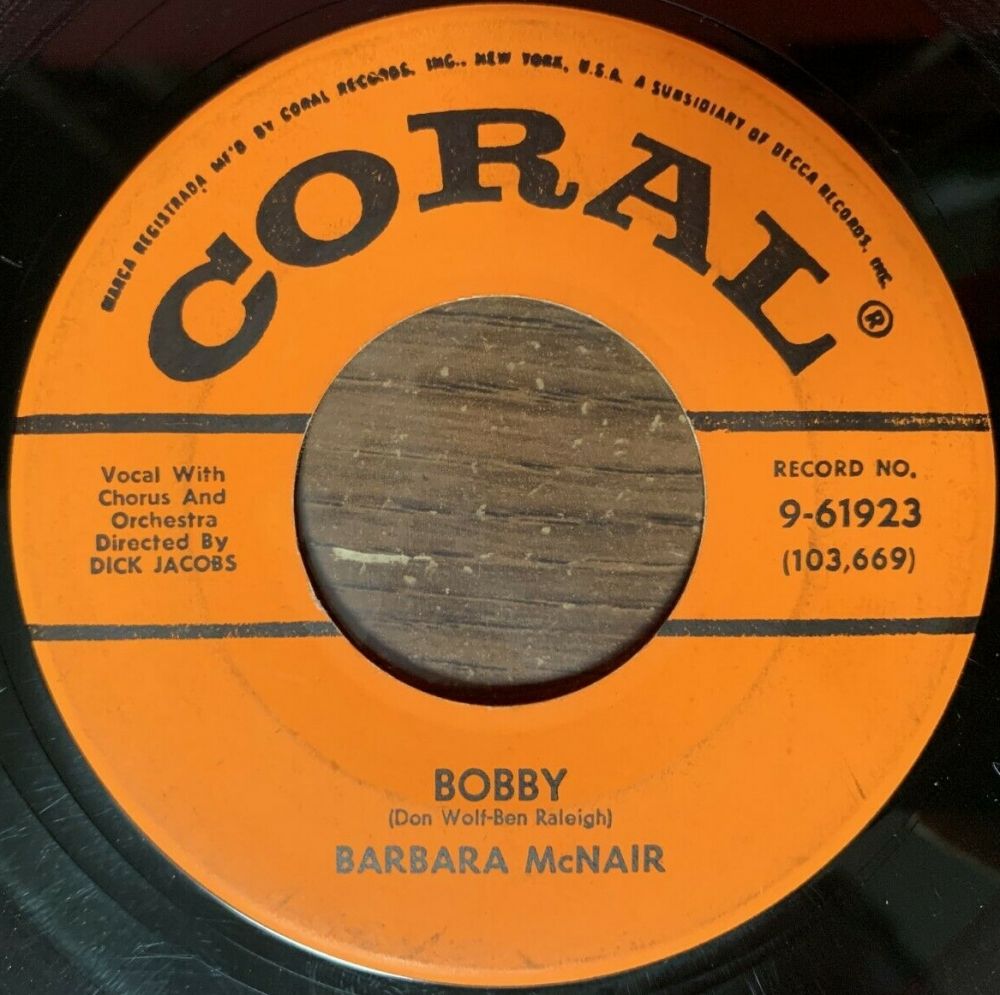 MARCA REGISTRADA MF'D BY CORAL RECORDS, INC., NEW YORK, U.S.A. A SUBSIDIARY OF DECCA RECORDS, INC.
CORAL®
Vocal With
Chorus And
Orchestra
Directed By
DICK JACOBS
RECORD NO.
9-61923
(103,669)
BOBBY
(Don Wolf-Ben Raleigh)
BARBARA McNAIR